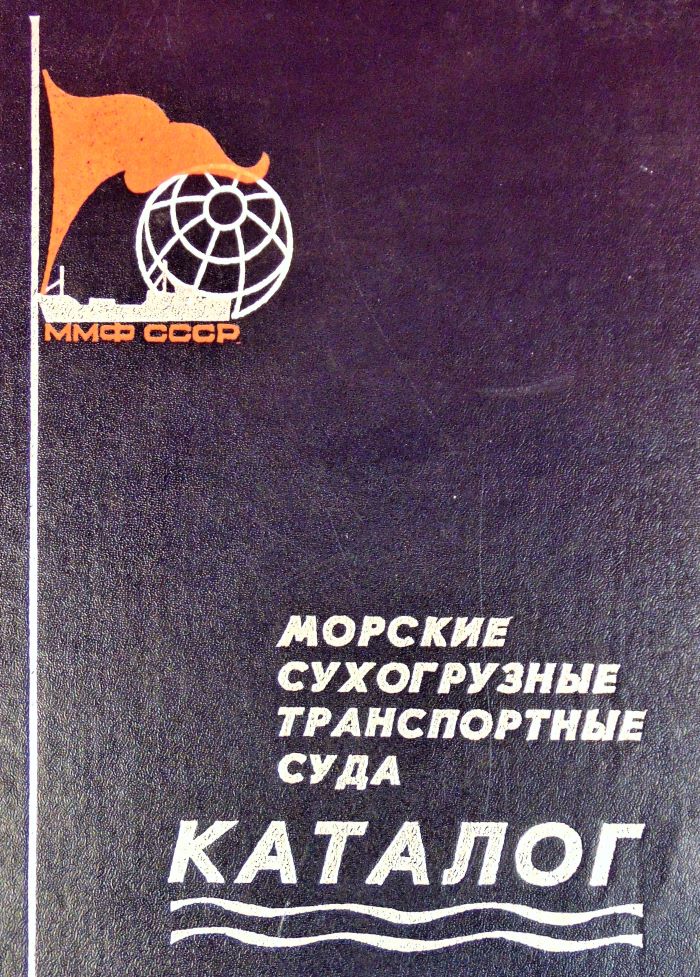 ММФ СССР
МОРСКИЕ
СУХОГРУЗНЫЕ
ТРАНСПОРТНЫЕ
СУДА
КАТАЛОГ